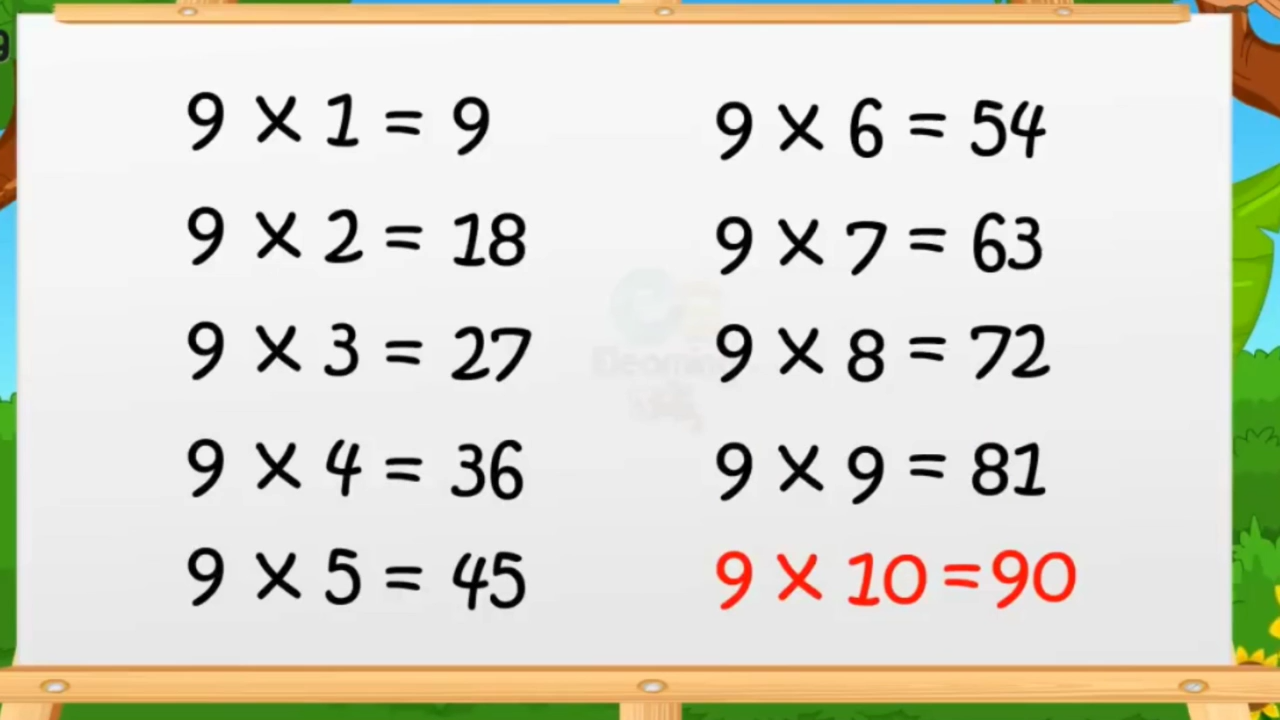 9 × 1 = 9
9 × 2 = 18
9 × 3 = 27
9 × 4 = 36
9 × 5 = 45
9 × 6 = 54
9 × 7 = 63
9 × 8 = 72
9 × 9 = 81
9 × 10 = 90